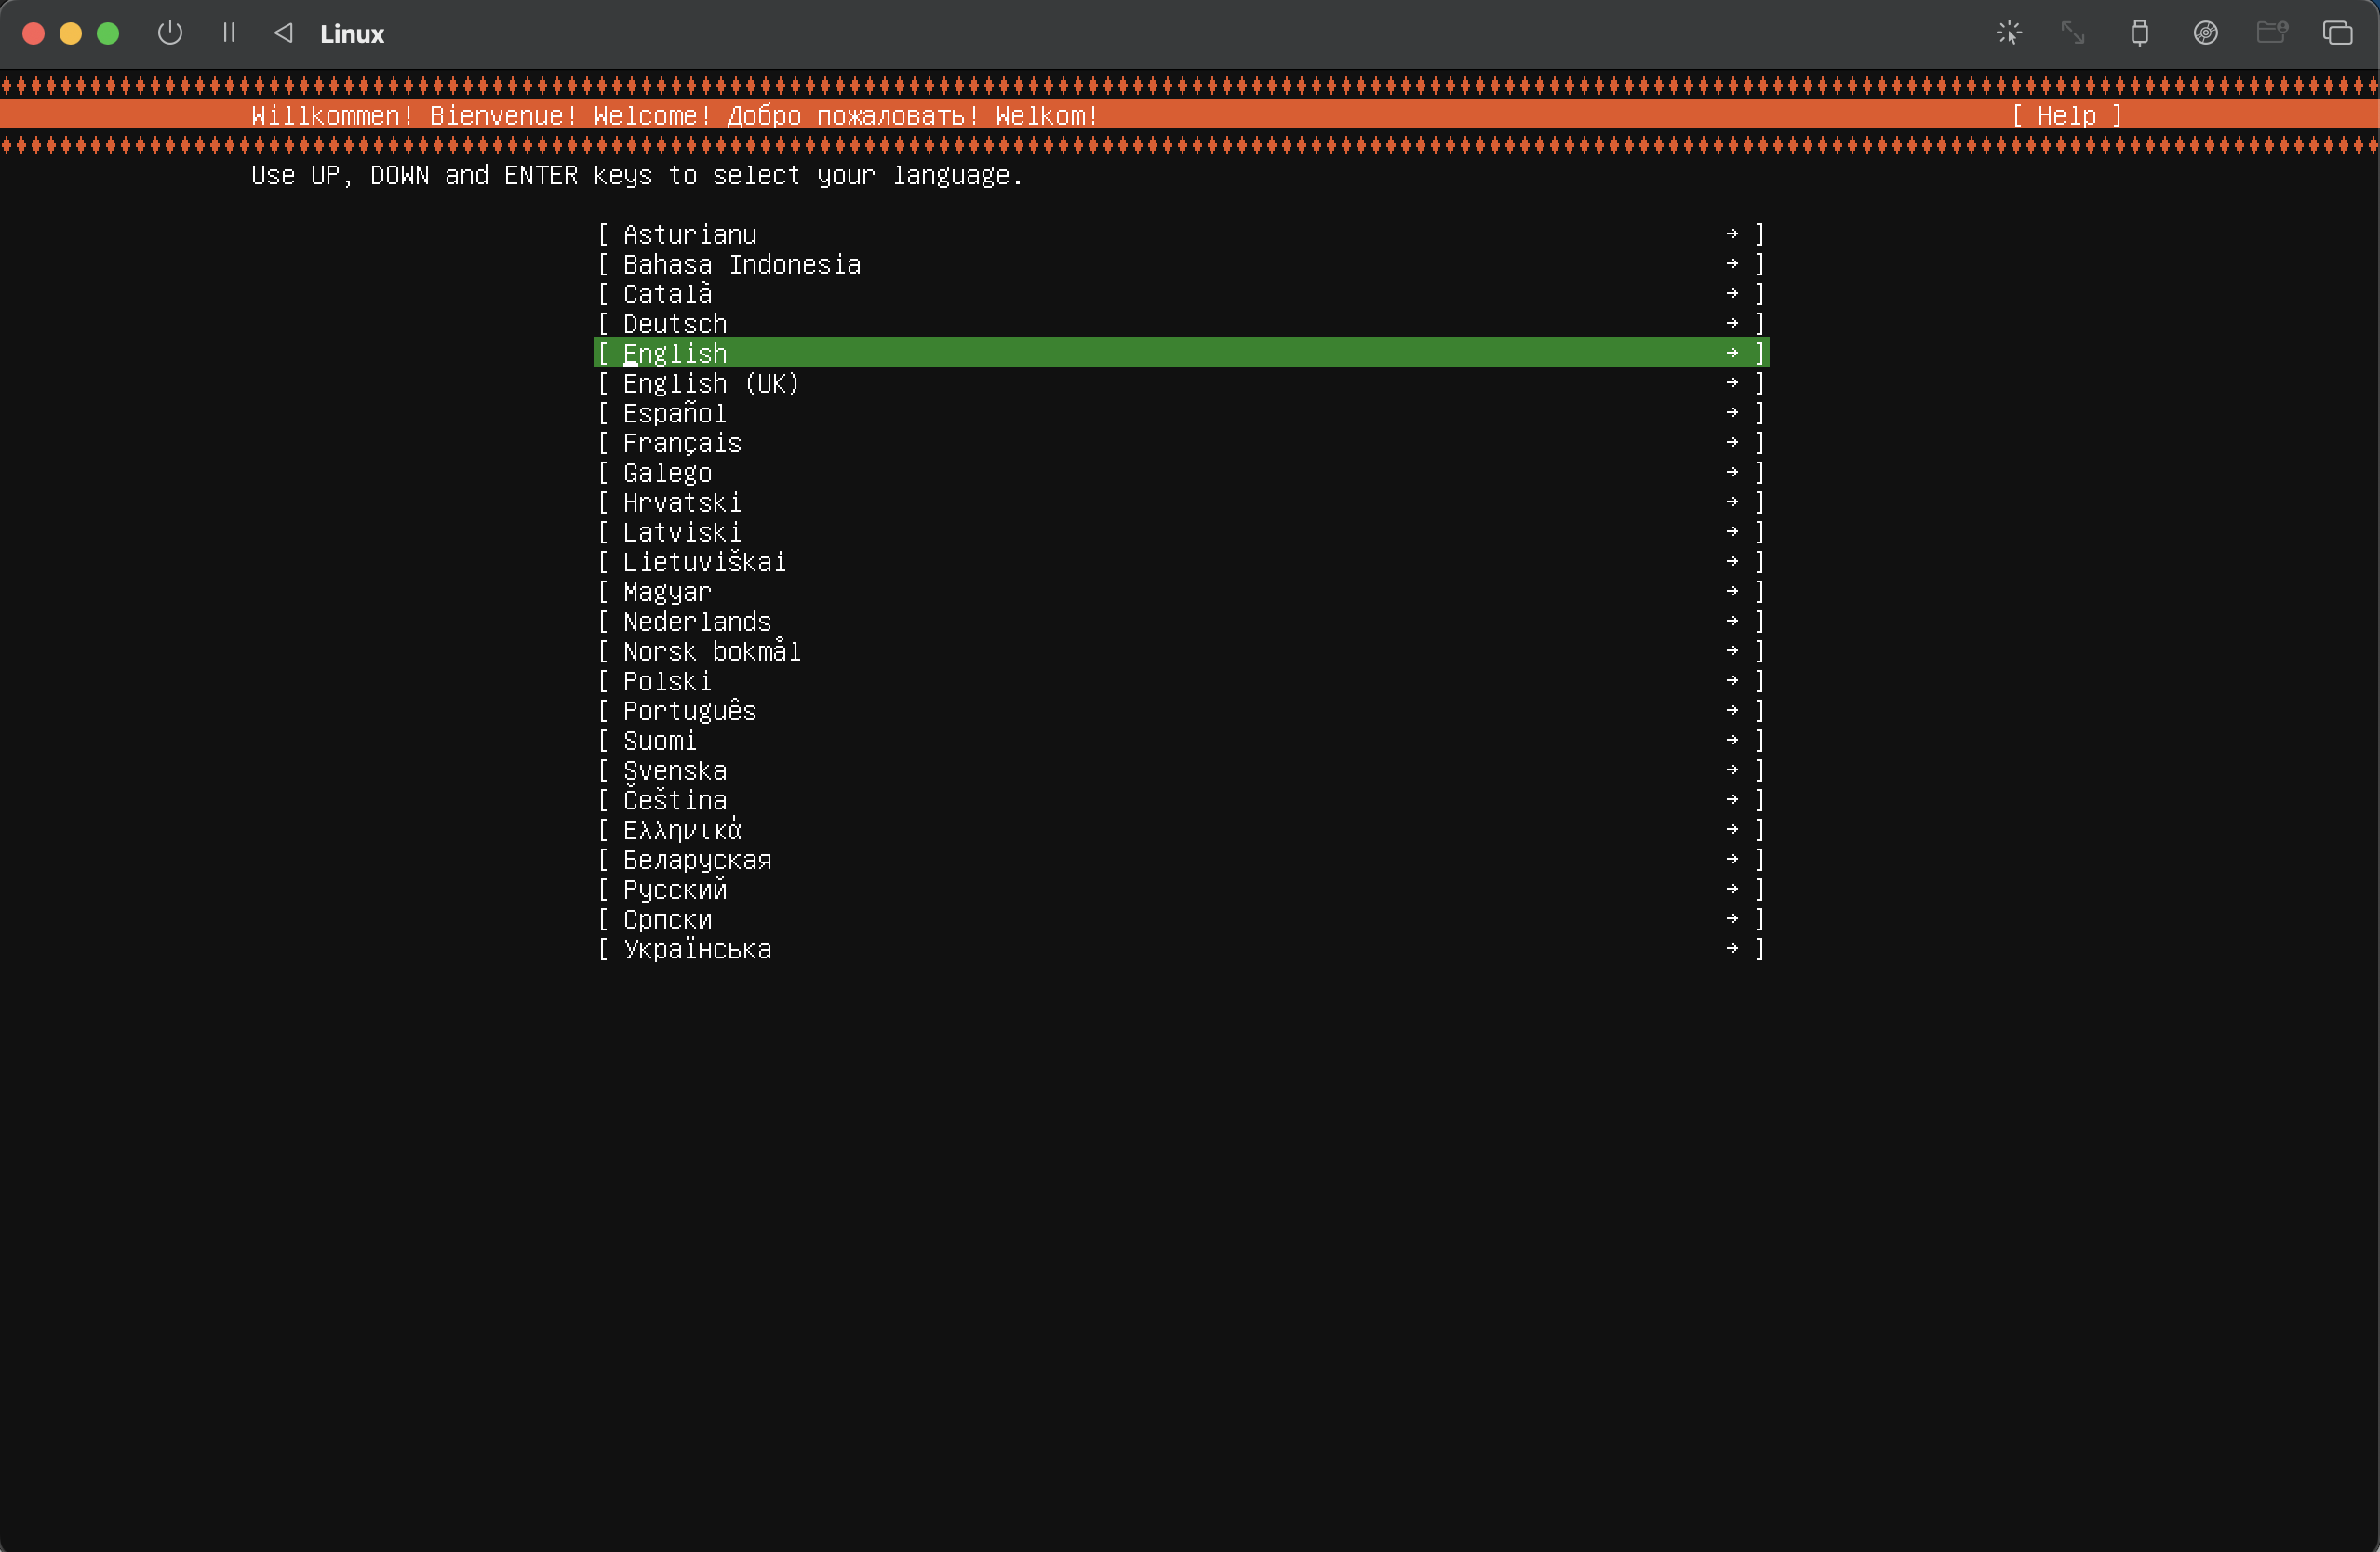 Linux
Willkommen! Bienvenue! Welcome! Добро пожаловать! Welkom! [ Help ]
Use UP, DOWN and ENTER keys to select your language.
[ Asturianu → ]
[ Bahasa Indonesia → ]
[ Català → ]
[ Deutsch → ]
[ English → ]
[ English (UK) → ]
[ Español → ]
[ Français → ]
[ Galego → ]
[ Hrvatski → ]
[ Latviski → ]
[ Lietuviškai → ]
[ Magyar → ]
[ Nederlands → ]
[ Norsk bokmål → ]
[ Polski → ]
[ Português → ]
[ Suomi → ]
[ Svenska → ]
[ Čeština → ]
[ Ελληνικά → ]
[ Беларуская → ]
[ Русский → ]
[ Српски → ]
[ Українська → ]